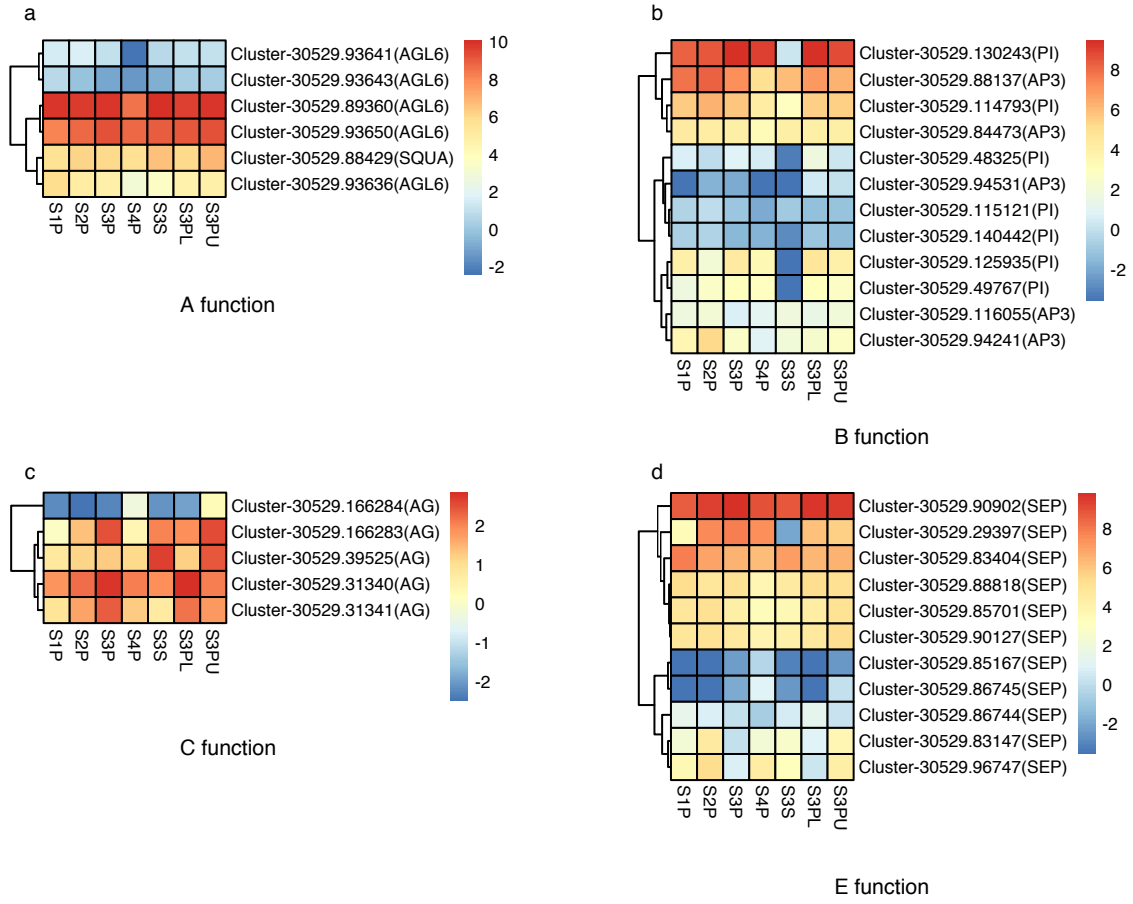 a
Cluster-30529.93641(AGL6)
Cluster-30529.93643(AGL6)
Cluster-30529.89360(AGL6)
Cluster-30529.93650(AGL6)
Cluster-30529.88429(SQUA)
Cluster-30529.93636(AGL6)
S1P S2P S3P S4P S3S S3PL S3PU
10
8
6
4
2
0
-2
A function
b
Cluster-30529.130243(PI)
Cluster-30529.88137(AP3)
Cluster-30529.114793(PI)
Cluster-30529.84473(AP3)
Cluster-30529.48325(PI)
Cluster-30529.94531(AP3)
Cluster-30529.115121(PI)
Cluster-30529.140442(PI)
Cluster-30529.125935(PI)
Cluster-30529.49767(PI)
Cluster-30529.116055(AP3)
Cluster-30529.94241(AP3)
S1P S2P S3P S4P S3S S3PL S3PU
8
6
4
2
0
-2
B function
c
Cluster-30529.166284(AG)
Cluster-30529.166283(AG)
Cluster-30529.39525(AG)
Cluster-30529.31340(AG)
Cluster-30529.31341(AG)
S1P S2P S3P S4P S3S S3PL S3PU
2
1
0
-1
-2
C function
d
Cluster-30529.90902(SEP)
Cluster-30529.29397(SEP)
Cluster-30529.83404(SEP)
Cluster-30529.88818(SEP)
Cluster-30529.85701(SEP)
Cluster-30529.90127(SEP)
Cluster-30529.85167(SEP)
Cluster-30529.86745(SEP)
Cluster-30529.86744(SEP)
Cluster-30529.83147(SEP)
Cluster-30529.96747(SEP)
S1P S2P S3P S4P S3S S3PL S3PU
8
6
4
2
0
-2
E function